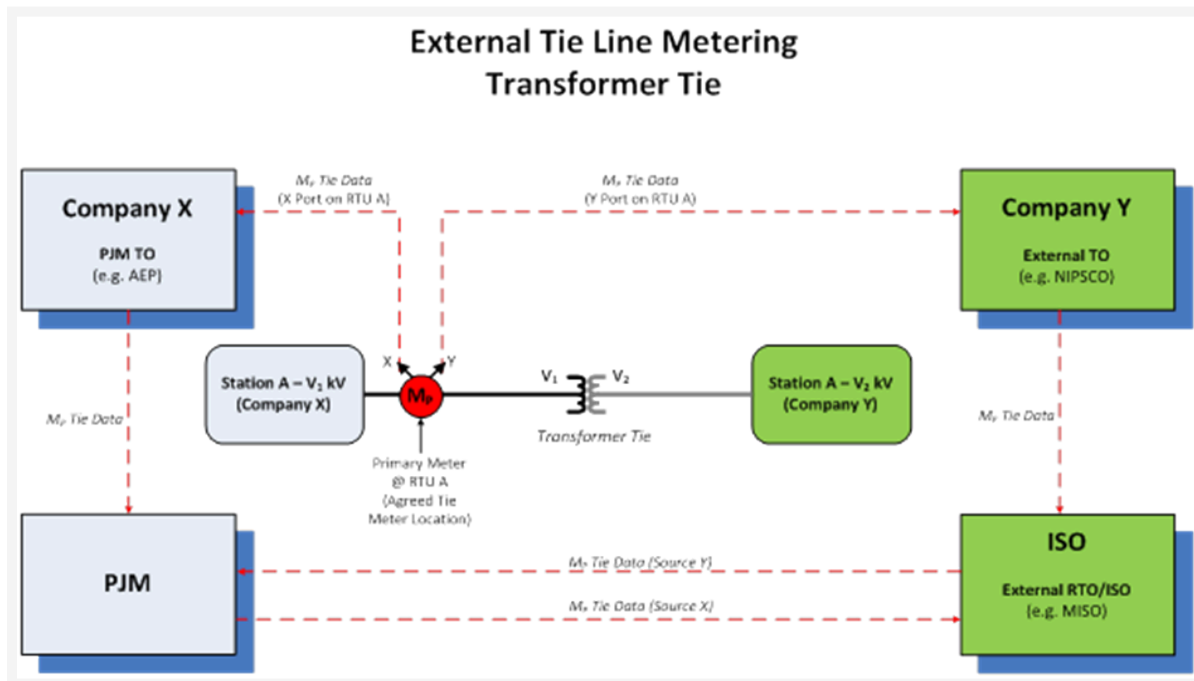 External Tie Line Metering
Transformer Tie
Mₚ Tie Data
(X Port on RTU A)
Mₚ Tie Data
(Y Port on RTU A)
Company X
PJM TO
(e.g. AEP)
Company Y
External TO
(e.g. NIPSCO)
X
Y
Station A – V₁ kV
(Company X)
Mₚ
V₁
V₂
Station A – V₂ kV
(Company Y)
Transformer Tie
Mₚ Tie Data
Mₚ Tie Data
Primary Meter
@ RTU A
(Agreed Tie
Meter Location)
PJM
Mₚ Tie Data (Source Y)
Mₚ Tie Data (Source X)
ISO
External RTO/ISO
(e.g. MISO)